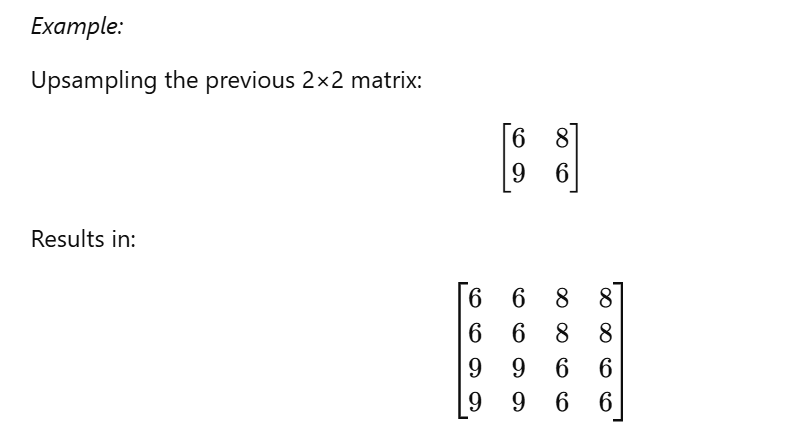 Example:
Upsampling the previous 2×2 matrix:
[6 8]
[9 6]
Results in:
[6 6 8 8]
[6 6 8 8]
[9 9 6 6]
[9 9 6 6]